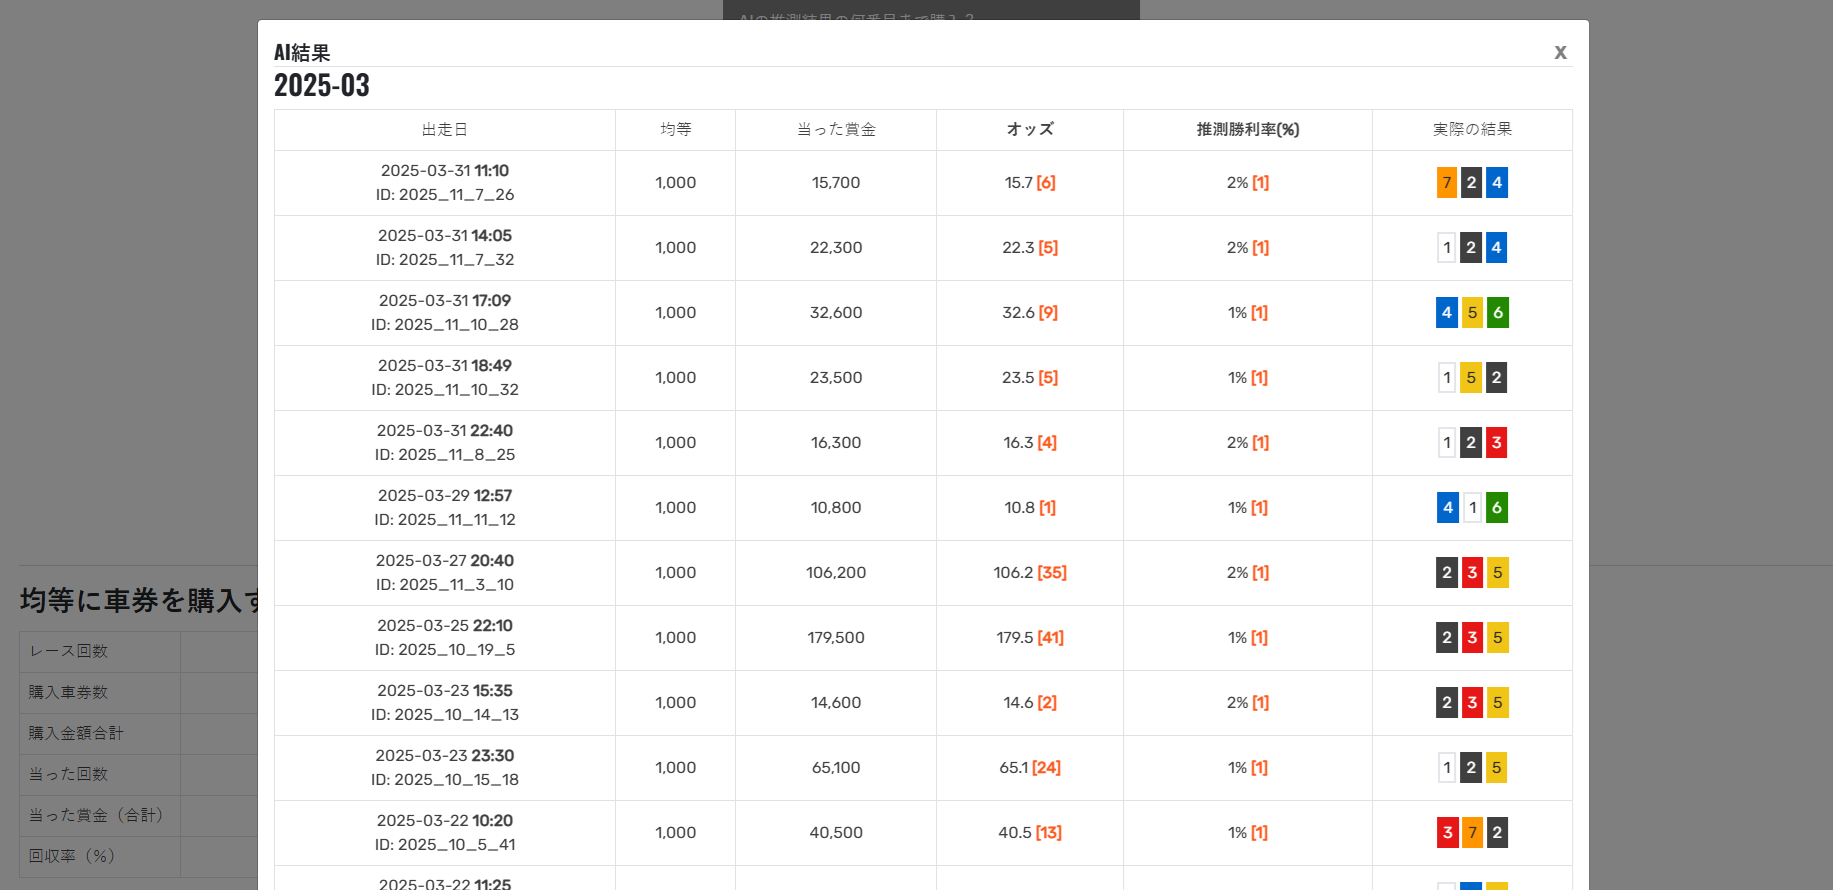 AIの推測結果の何番目まで購入？
AI結果
X
2025-03
出走日 均等 当った賞金 オッズ 推測勝利率(%) 実際の結果
2025-03-31 11:10
ID: 2025_11_7_26
1,000 15,700 15.7 [6] 2% [1] 7 2 4
2025-03-31 14:05
ID: 2025_11_7_32
1,000 22,300 22.3 [5] 2% [1] 1 2 4
2025-03-31 17:09
ID: 2025_11_10_28
1,000 32,600 32.6 [9] 1% [1] 4 5 6
2025-03-31 18:49
ID: 2025_11_10_32
1,000 23,500 23.5 [5] 1% [1] 1 5 2
2025-03-31 22:40
ID: 2025_11_8_25
1,000 16,300 16.3 [4] 2% [1] 1 2 3
2025-03-29 12:57
ID: 2025_11_11_12
1,000 10,800 10.8 [1] 1% [1] 4 1 6
2025-03-27 20:40
ID: 2025_11_3_10
1,000 106,200 106.2 [35] 2% [1] 2 3 5
2025-03-25 22:10
ID: 2025_10_19_5
1,000 179,500 179.5 [41] 1% [1] 2 3 5
2025-03-23 15:35
ID: 2025_10_14_13
1,000 14,600 14.6 [2] 2% [1] 2 3 5
2025-03-23 23:30
ID: 2025_10_15_18
1,000 65,100 65.1 [24] 1% [1] 1 2 5
2025-03-22 10:20
ID: 2025_10_5_41
1,000 40,500 40.5 [13] 1% [1] 3 7 2
2025-03-22 11:25
均等に車券を購入す
レース回数
購入車券数
購入金額合計
当った回数
当った賞金（合計）
回収率（%）